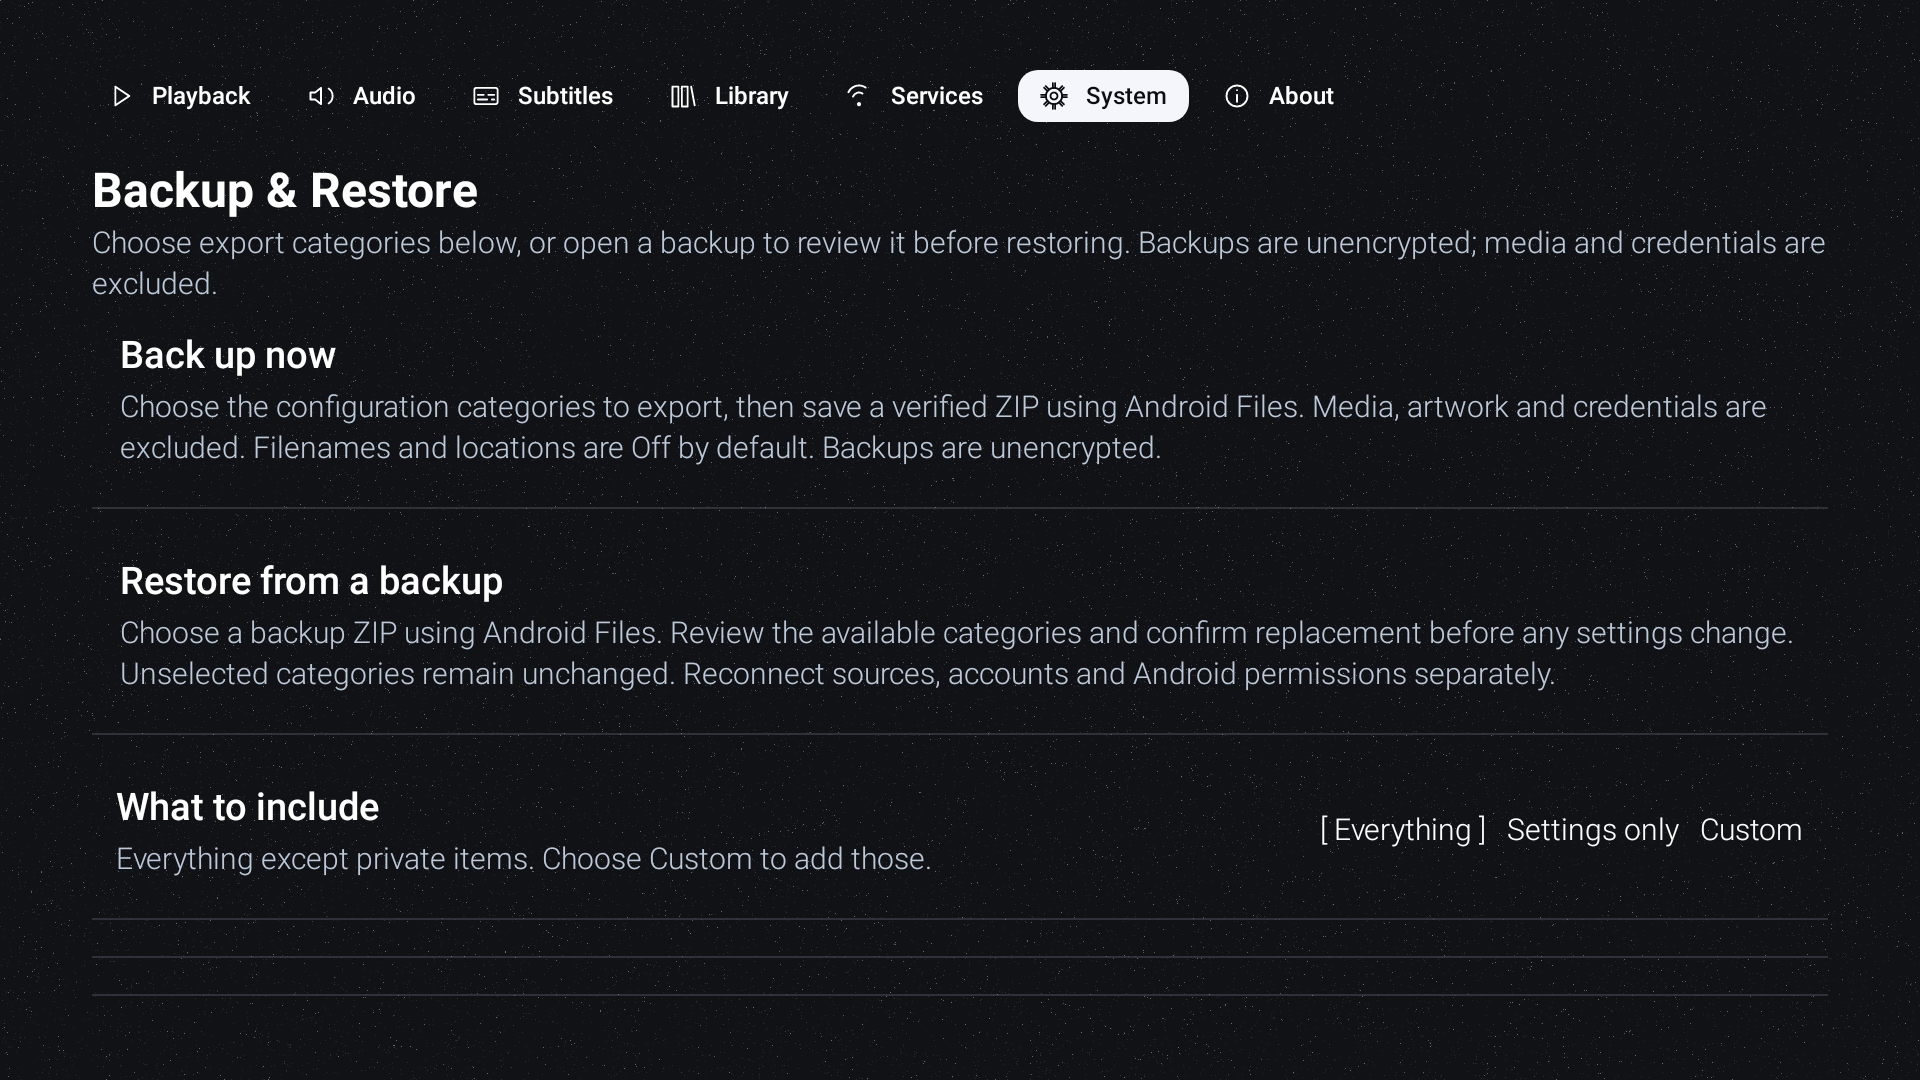 Playback Audio Subtitles Library Services System About
Backup & Restore
Choose export categories below, or open a backup to review it before restoring. Backups are unencrypted; media and credentials are
excluded.
Back up now
Choose the configuration categories to export, then save a verified ZIP using Android Files. Media, artwork and credentials are
excluded. Filenames and locations are Off by default. Backups are unencrypted.
Restore from a backup
Choose a backup ZIP using Android Files. Review the available categories and confirm replacement before any settings change.
Unselected categories remain unchanged. Reconnect sources, accounts and Android permissions separately.
What to include
[ Everything ] Settings only Custom
Everything except private items. Choose Custom to add those.